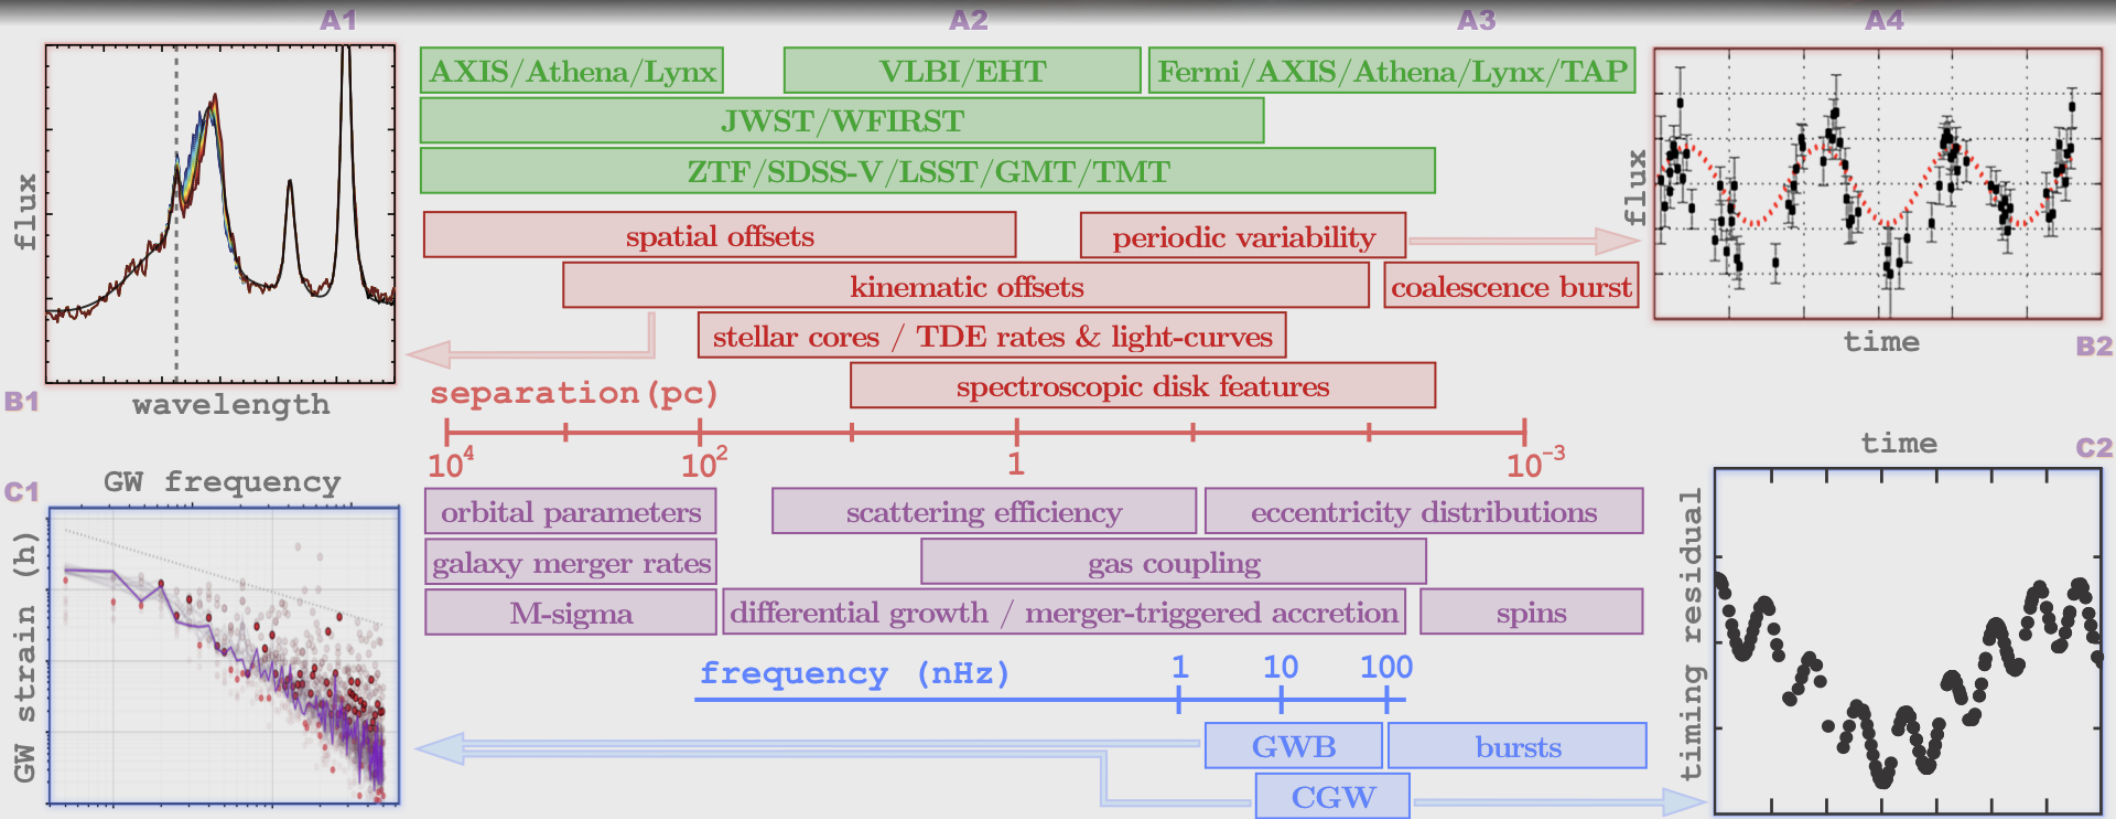 A1
A2
A3
A4
AXIS/Athena/Lynx
VLBI/EHT
Fermi/AXIS/Athena/Lynx/TAP
JWST/WFIRST
ZTF/SDSS-V/LSST/GMT/TMT
flux
wavelength
B1
spatial offsets
periodic variability
kinematic offsets
coalescence burst
stellar cores / TDE rates & light-curves
spectroscopic disk features
flux
time
B2
separation(pc)
10⁴
10²
1
10⁻³
C1
GW frequency
GW strain (h)
orbital parameters
scattering efficiency
eccentricity distributions
galaxy merger rates
gas coupling
M-sigma
differential growth / merger-triggered accretion
spins
frequency (nHz)
1
10
100
GWB
bursts
CGW
time
C2
timing residual